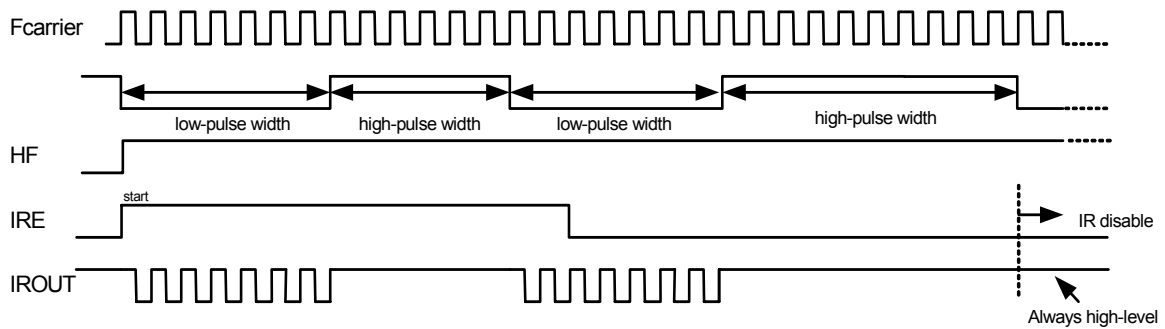 Fcarrier
low-pulse width
high-pulse width
low-pulse width
high-pulse width
HF
start
IRE
IR disable
IROUT
Always high-level